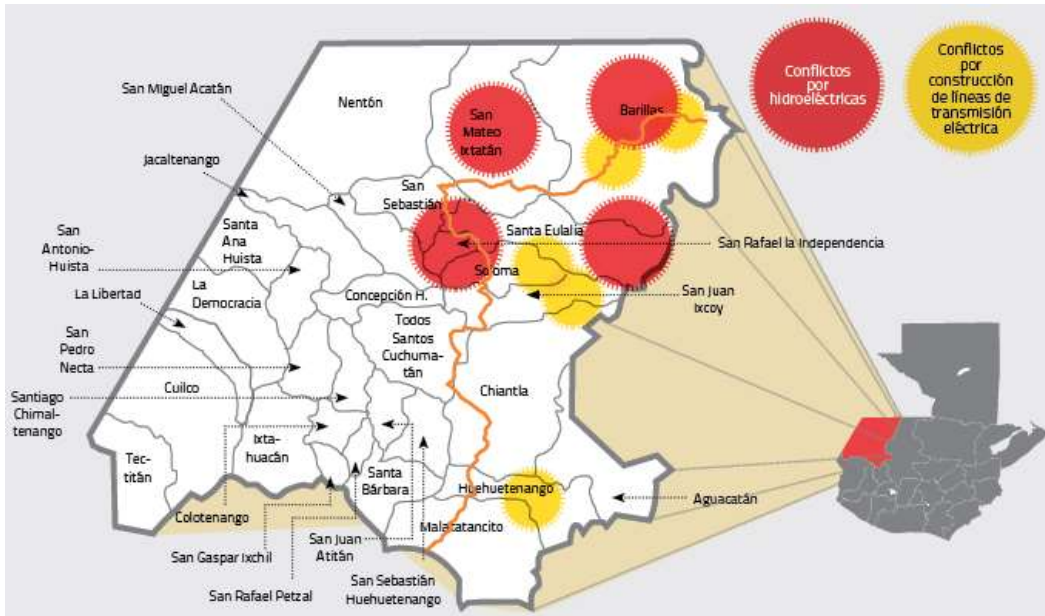 Conflictos
por
hidroeléctricas
Conflictos
por
construcción
de líneas de
transmisión
eléctrica
San Miguel Acatán
Nentón
San
Mateo
Ixtatán
Barillas
Jacaltenango
San
Sebastián
San
Antonio-
Huista
Santa
Ana
Huista
Santa Eulalia
San Rafael la Independencia
La Libertad
La
Democracia
Concepción H.
Soloma
San Juan
Ixcoy
San
Pedro
Necta
Todos
Santos
Cuchuma-
tán
Cuilco
Chiantla
Santiago
Chimal-
tenango
Tec-
titán
Ixta-
huacán
Santa
Bárbara
Huehuetenango
Aguacatán
Colotenango
Malacatancito
San Gaspar Ixchil
San Juan
Atitán
San Rafael Petzal
San Sebastián
Huehuetenango